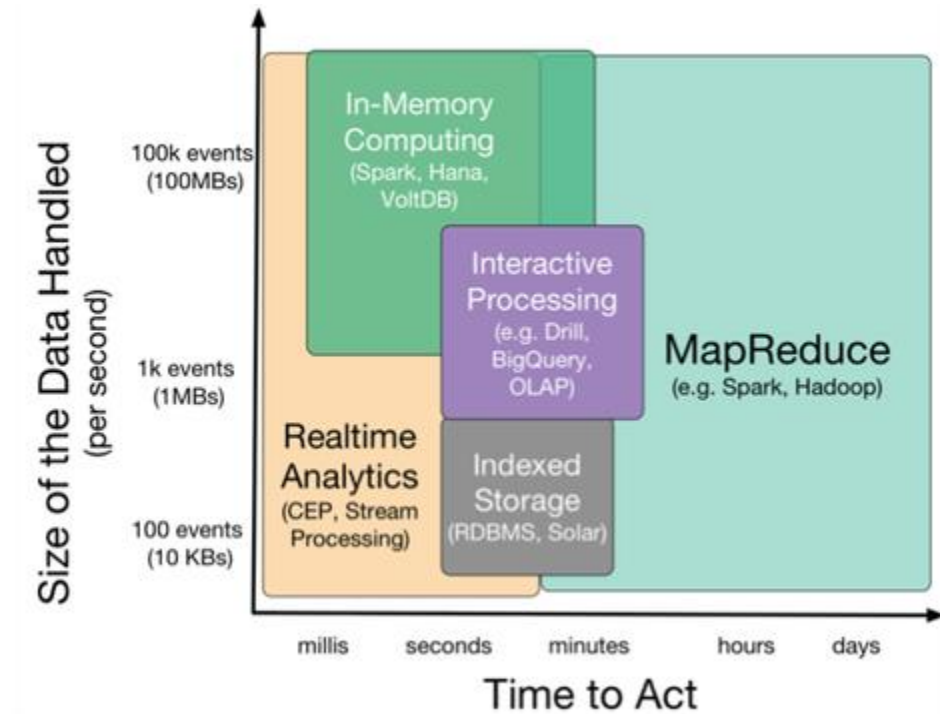 Size of the Data Handled
(per second)
100k events
(100MBs)
1k events
(1MBs)
100 events
(10 KBs)
In-Memory
Computing
(Spark, Hana,
VoltDB)
Interactive
Processing
(e.g. Drill,
BigQuery,
OLAP)
MapReduce
(e.g. Spark, Hadoop)
Realtime
Analytics
(CEP, Stream
Processing)
Indexed
Storage
(RDBMS, Solar)
millis
seconds
minutes
hours
days
Time to Act